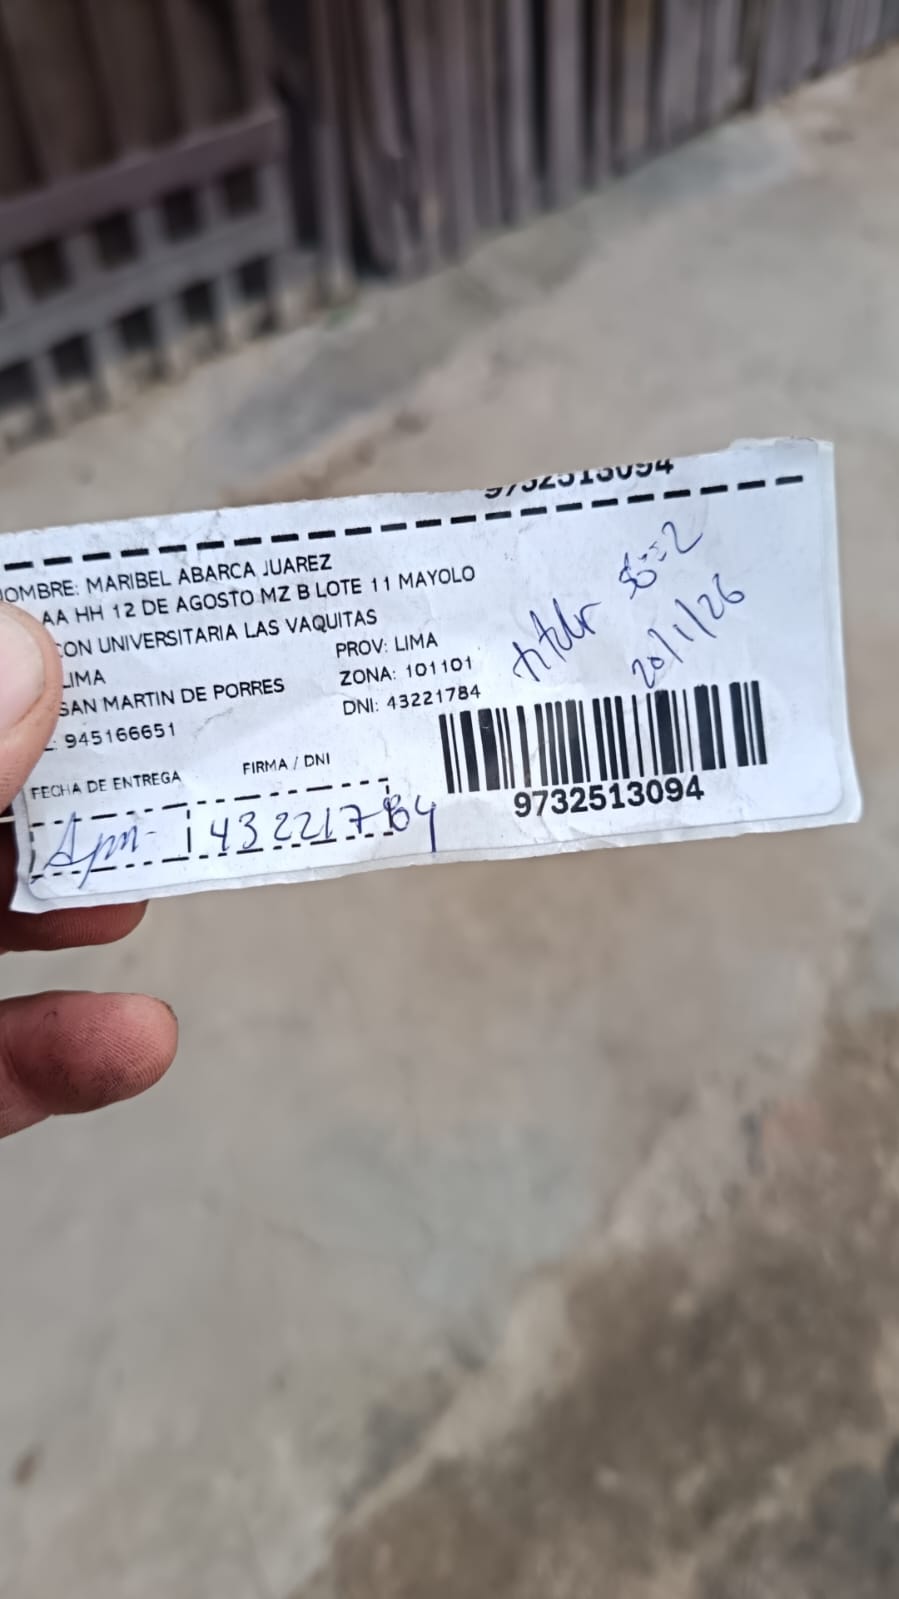 9732513094
NOMBRE: MARIBEL ABARCA JUAREZ
AA HH 12 DE AGOSTO MZ B LOTE 11 MAYOLO
CON UNIVERSITARIA LAS VAQUITAS
LIMA
PROV: LIMA
SAN MARTIN DE PORRES
ZONA: 101101
: 945166651
DNI: 43221784
titular
20/1/26
FECHA DE ENTREGA
FIRMA / DNI
43221784
9732513094